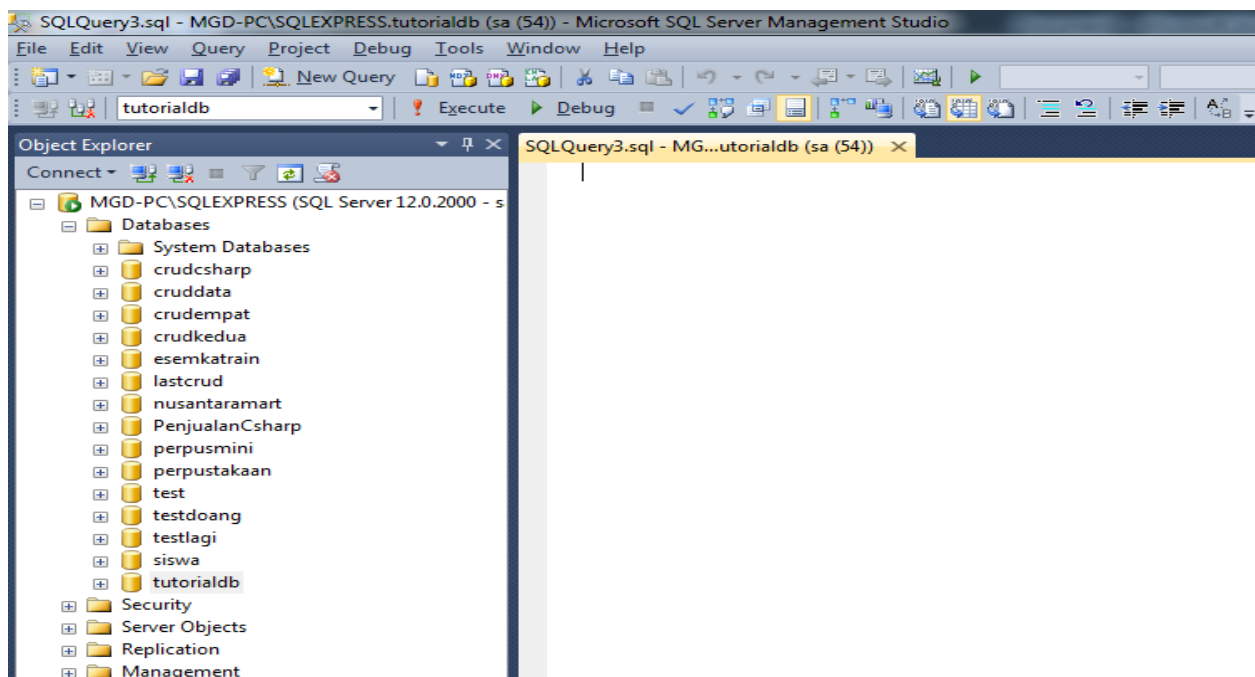 SQLQuery3.sql - MGD-PC\SQLEXPRESS.tutorialdb (sa (54)) - Microsoft SQL Server Management Studio
File Edit View Query Project Debug Tools Window Help
New Query
tutorialdb Execute Debug
Object Explorer
SQLQuery3.sql - MG...utorialdb (sa (54))
Connect
MGD-PC\SQLEXPRESS (SQL Server 12.0.2000 - s
Databases
System Databases
crudcsharp
cruddata
crudempat
crudkedua
esemkatrain
lastcrud
nusantaramart
PenjualanCsharp
perpusmini
perpustakaan
test
testdoang
testlagi
siswa
tutorialdb
Security
Server Objects
Replication
Management